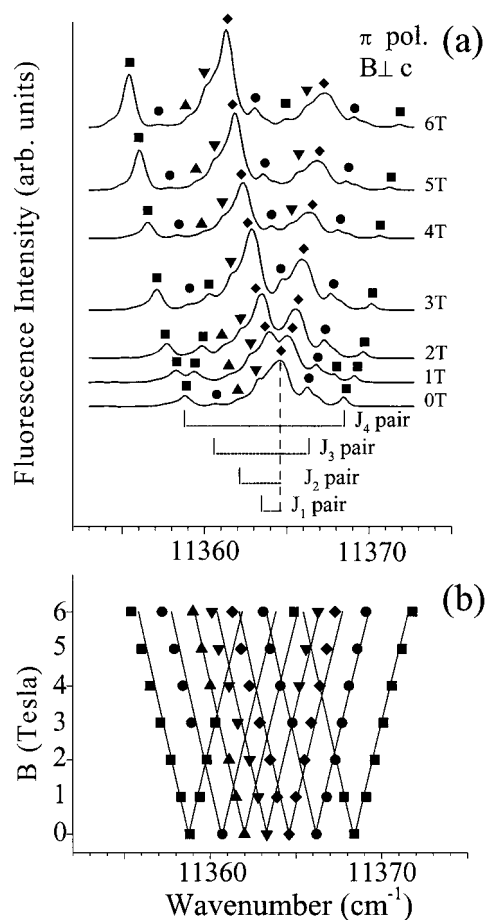 π pol. (a)
B⊥ c
6T
5T
4T
3T
2T
1T
0T
J4 pair
J3 pair
J2 pair
J1 pair
Fluorescence Intensity (arb. units)
11360 11370
(b)
6
5
4
3
2
1
0
B (Tesla)
11360 11370
Wavenumber (cm-1)